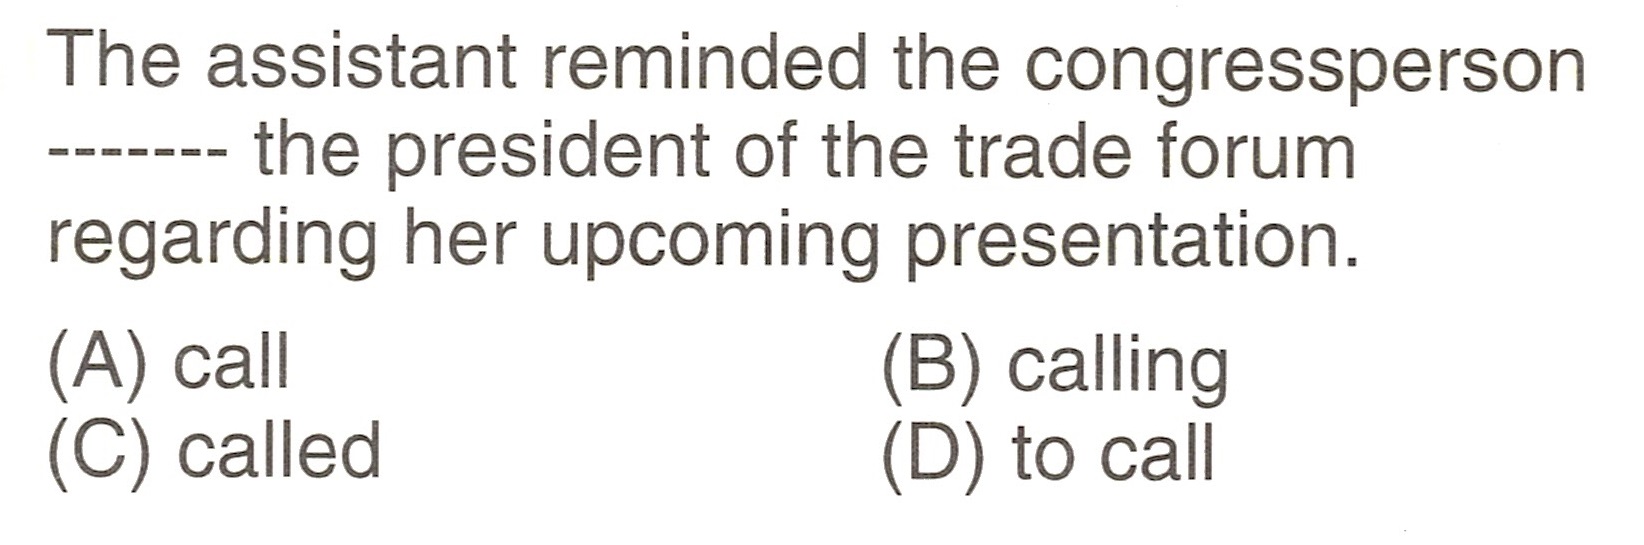 The assistant reminded the congressperson
------- the president of the trade forum
regarding her upcoming presentation.
(A) call (B) calling
(C) called (D) to call